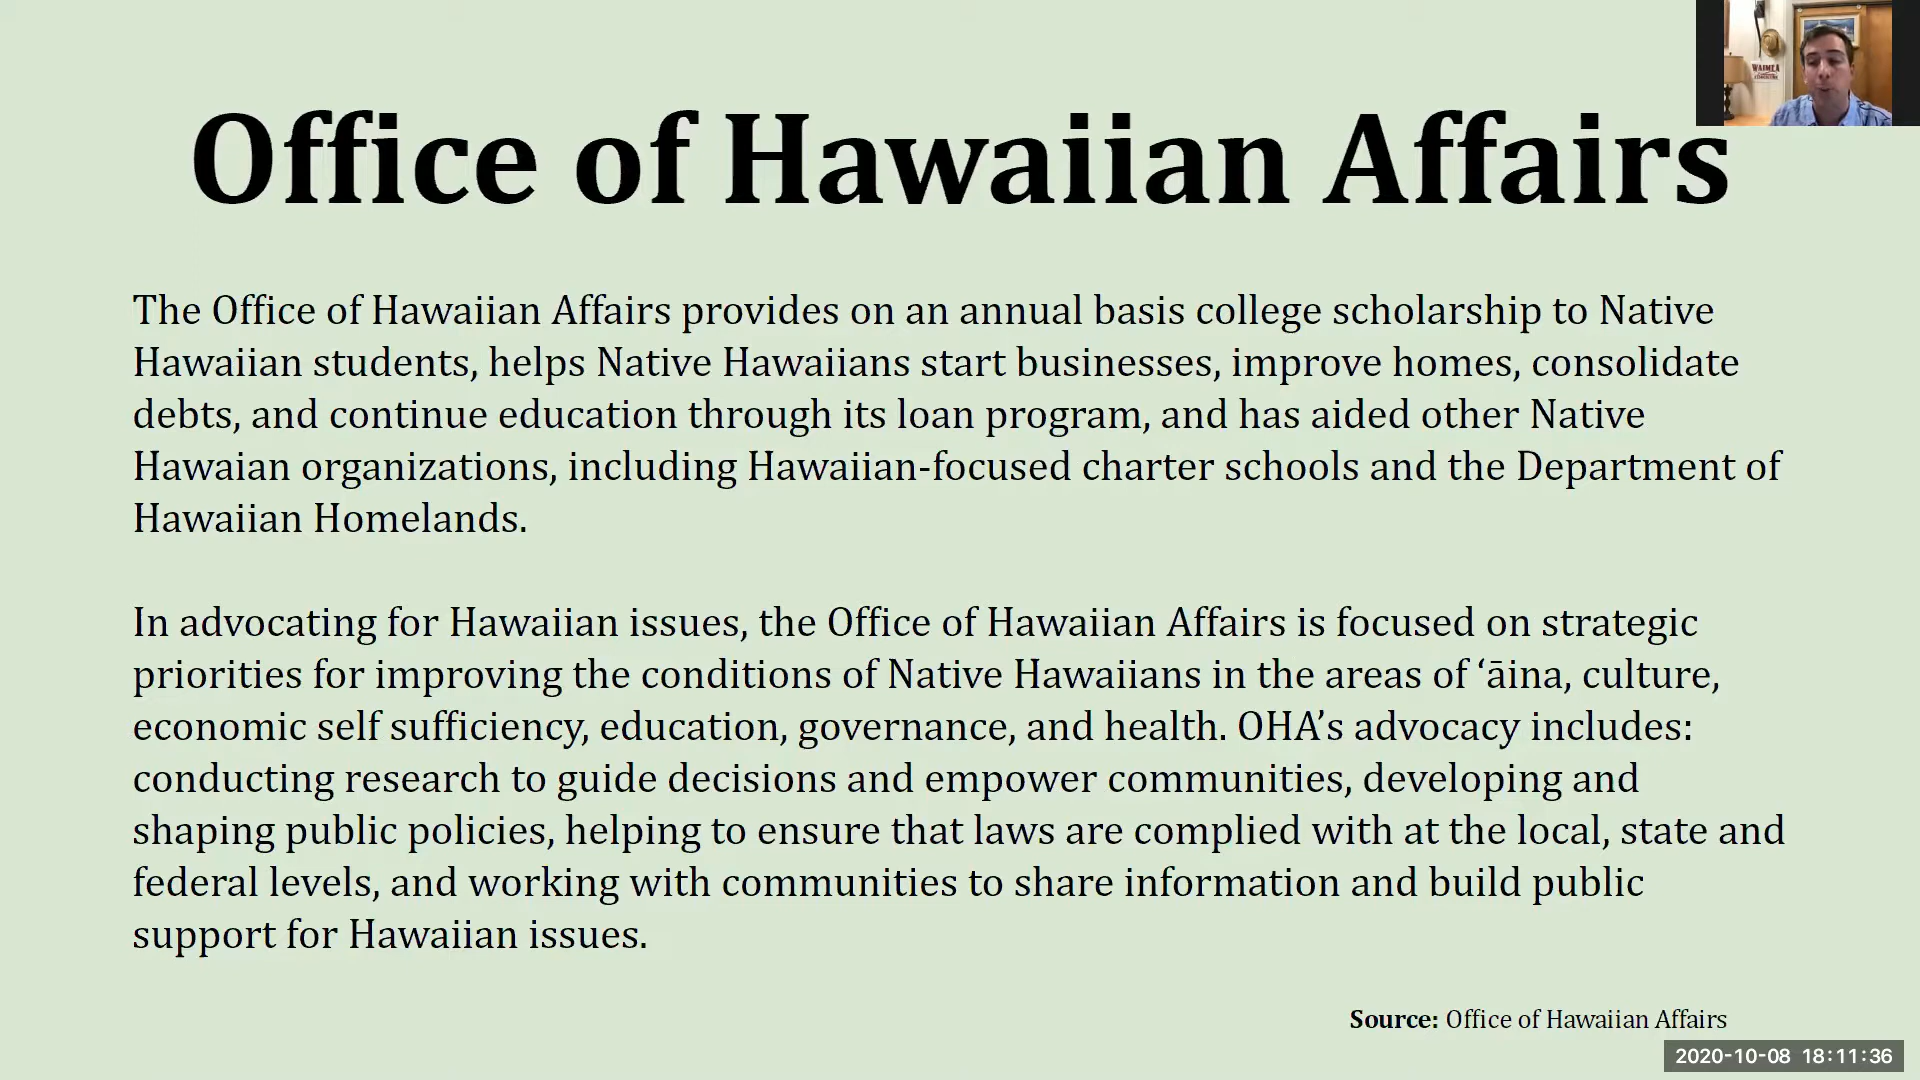 Office of Hawaiian Affairs
The Office of Hawaiian Affairs provides on an annual basis college scholarship to Native
Hawaiian students, helps Native Hawaiians start businesses, improve homes, consolidate
debts, and continue education through its loan program, and has aided other Native
Hawaian organizations, including Hawaiian-focused charter schools and the Department of
Hawaiian Homelands.
In advocating for Hawaiian issues, the Office of Hawaiian Affairs is focused on strategic
priorities for improving the conditions of Native Hawaiians in the areas of ‘āina, culture,
economic self sufficiency, education, governance, and health. OHA’s advocacy includes:
conducting research to guide decisions and empower communities, developing and
shaping public policies, helping to ensure that laws are complied with at the local, state and
federal levels, and working with communities to share information and build public
support for Hawaiian issues.
Source: Office of Hawaiian Affairs
2020-10-08 18:11:36
WAIMEA